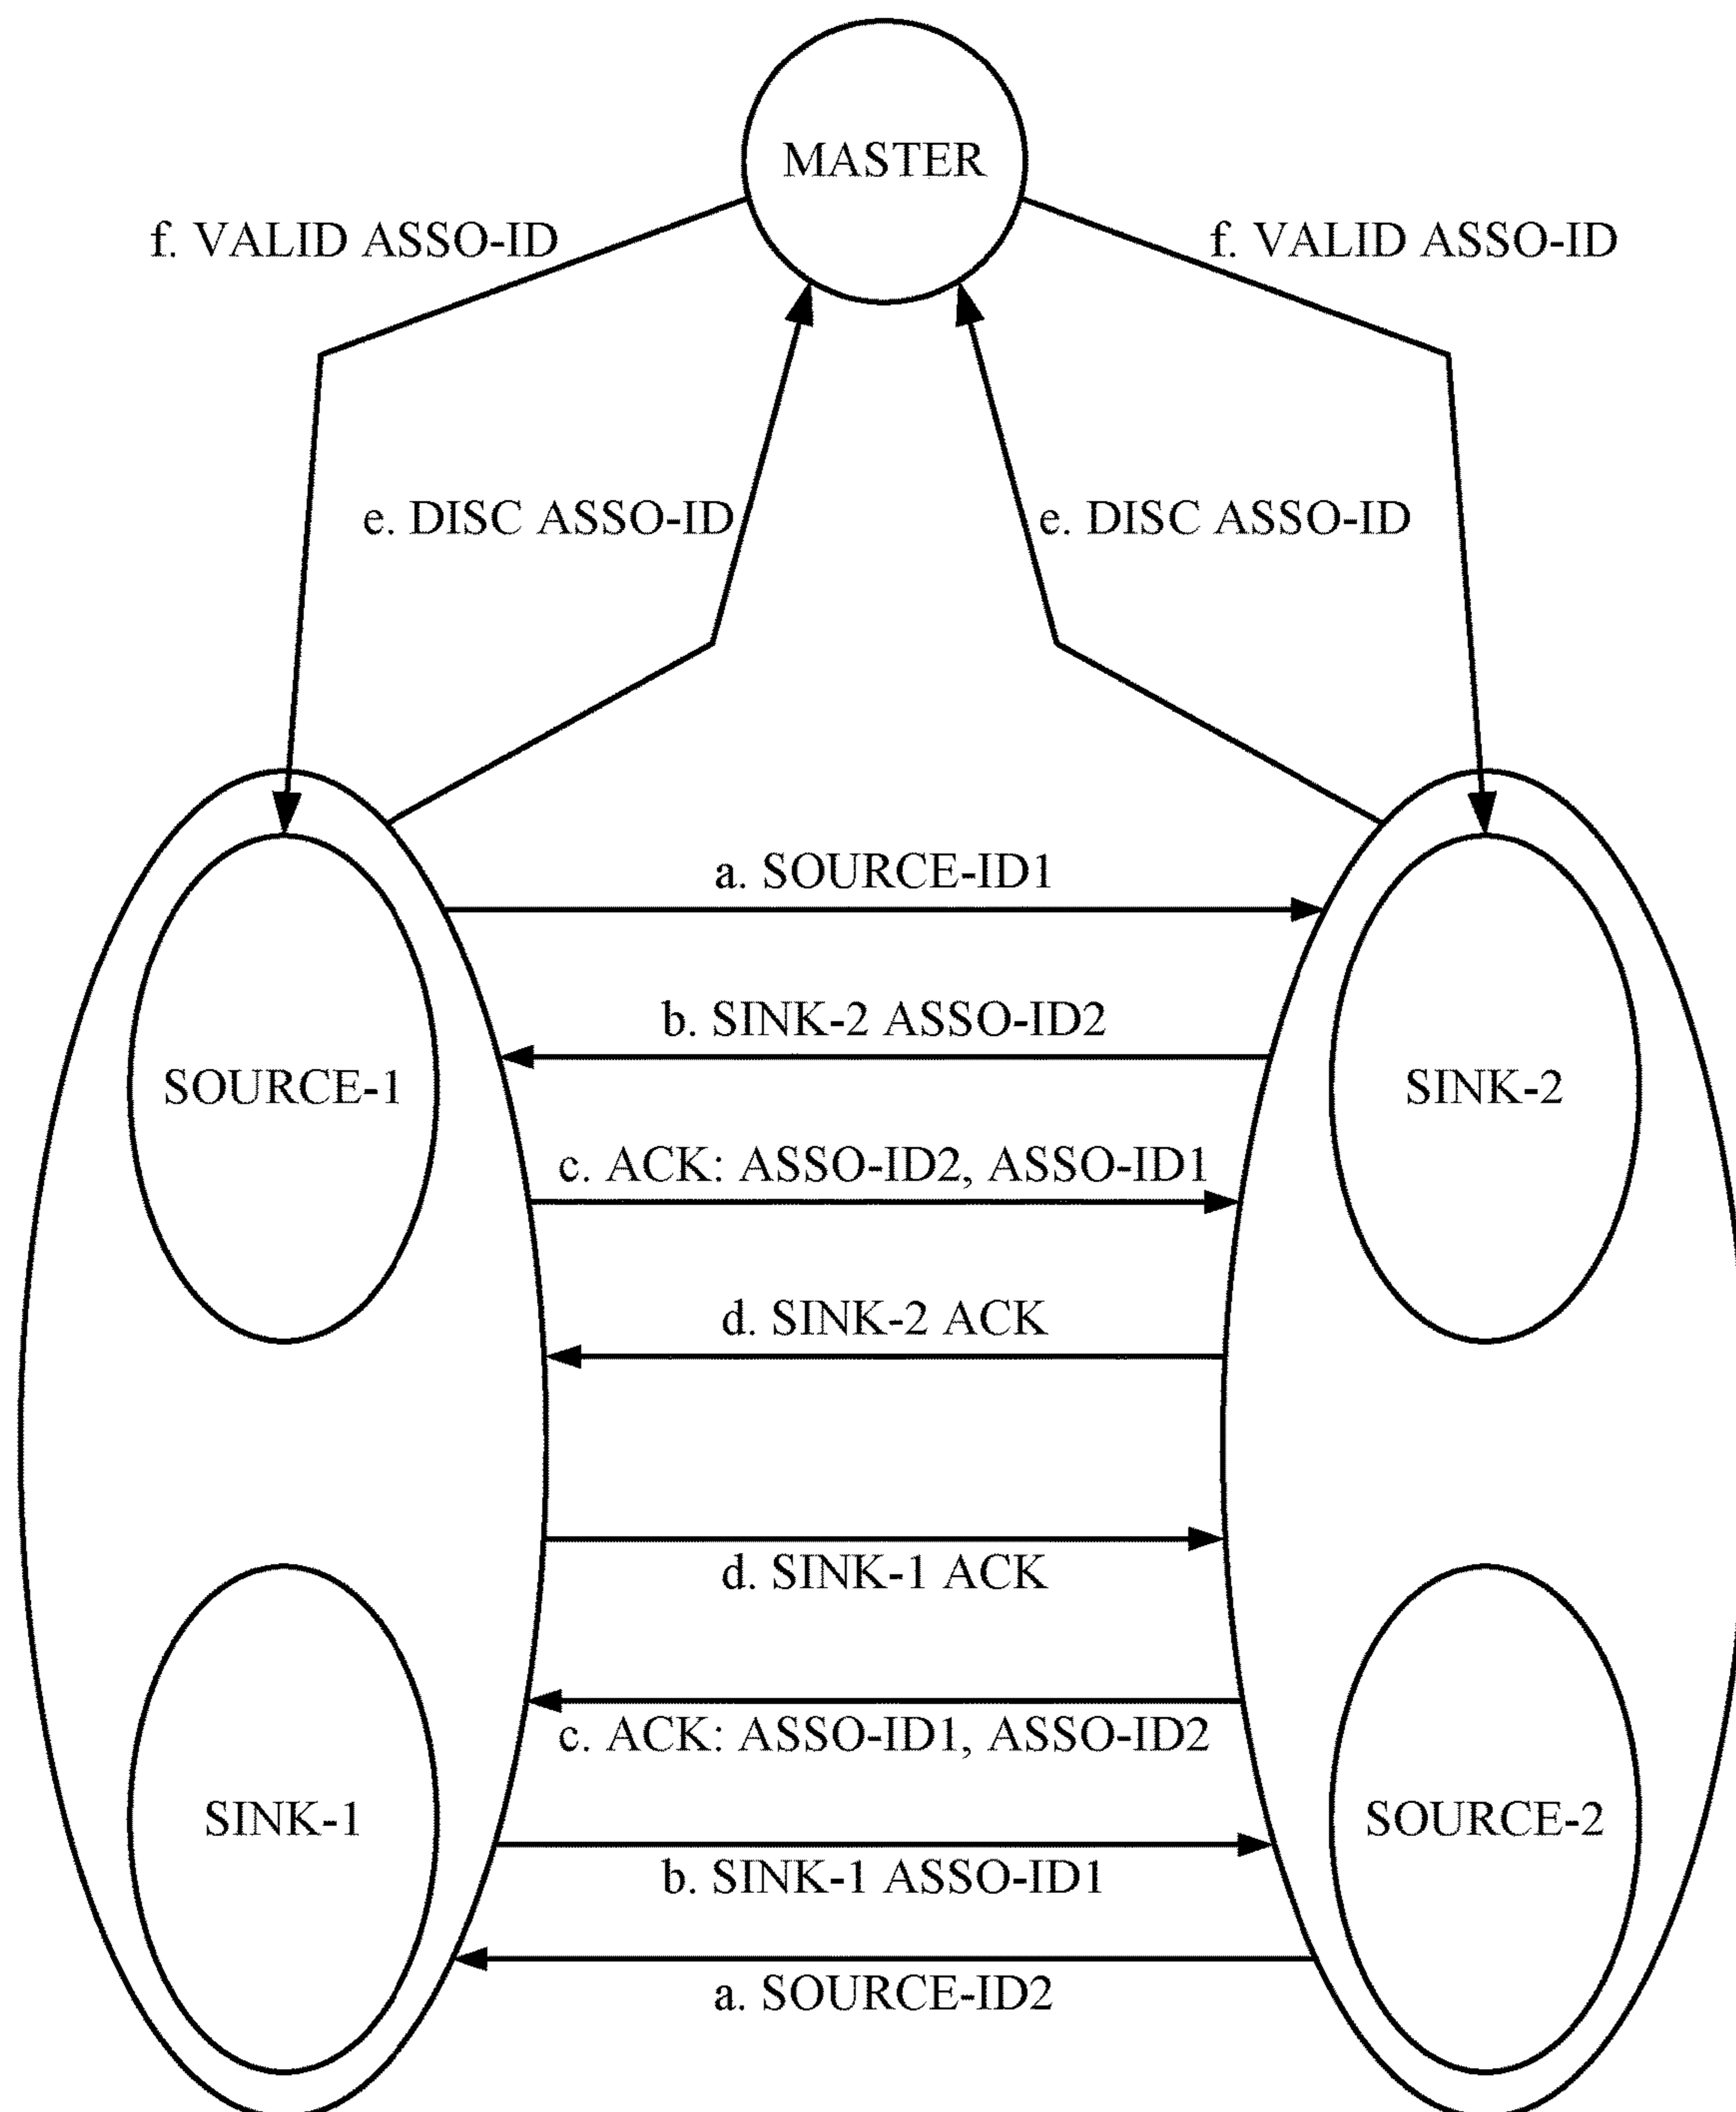 MASTER
f. VALID ASSO-ID
f. VALID ASSO-ID
e. DISC ASSO-ID
e. DISC ASSO-ID
a. SOURCE-ID1
b. SINK-2 ASSO-ID2
SOURCE-1
SINK-2
c. ACK: ASSO-ID2, ASSO-ID1
d. SINK-2 ACK
d. SINK-1 ACK
c. ACK: ASSO-ID1, ASSO-ID2
SINK-1
SOURCE-2
b. SINK-1 ASSO-ID1
a. SOURCE-ID2